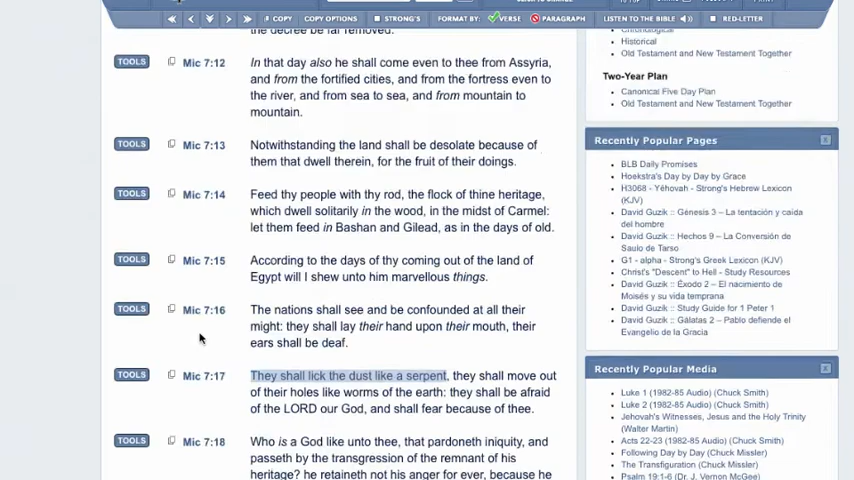 COPY
COPY OPTIONS
STRONG'S
FORMAT BY:
VERSE
PARAGRAPH
LISTEN TO THE BIBLE
RED-LETTER
the decree be far removed.
TOOLS
Mic 7:12
In that day also he shall come even to thee from Assyria,
and from the fortified cities, and from the fortress even to
the river, and from sea to sea, and from mountain to
mountain.
TOOLS
Mic 7:13
Notwithstanding the land shall be desolate because of
them that dwell therein, for the fruit of their doings.
TOOLS
Mic 7:14
Feed thy people with thy rod, the flock of thine heritage,
which dwell solitarily in the wood, in the midst of Carmel:
let them feed in Bashan and Gilead, as in the days of old.
TOOLS
Mic 7:15
According to the days of thy coming out of the land of
Egypt will I shew unto him marvellous things.
TOOLS
Mic 7:16
The nations shall see and be confounded at all their
might: they shall lay their hand upon their mouth, their
ears shall be deaf.
TOOLS
Mic 7:17
They shall lick the dust like a serpent, they shall move out
of their holes like worms of the earth: they shall be afraid
of the LORD our God, and shall fear because of thee.
TOOLS
Mic 7:18
Who is a God like unto thee, that pardoneth iniquity, and
passeth by the transgression of the remnant of his
heritage? he retaineth not his anger for ever, because he
Chronological
Historical
Old Testament and New Testament Together
Two-Year Plan
Canonical Five Day Plan
Old Testament and New Testament Together
Recently Popular Pages
BLB Daily Promises
Hoekstra's Day by Day by Grace
H3068 - Yĕhovah - Strong's Hebrew Lexicon
(KJV)
David Guzik :: Génesis 3 – La tentación y caída
del hombre
David Guzik :: Hechos 9 – La Conversión de
Saulo de Tarso
G1 - alpha - Strong's Greek Lexicon (KJV)
Christ's "Descent" to Hell - Study Resources
David Guzik :: Éxodo 2 – El nacimiento de
Moisés y su vida temprana
David Guzik :: Study Guide for 1 Peter 1
David Guzik :: Gálatas 2 – Pablo defiende el
Evangelio de la Gracia
Recently Popular Media
Luke 1 (1982-85 Audio) (Chuck Smith)
Luke 2 (1982-85 Audio) (Chuck Smith)
Jehovah's Witnesses, Jesus and the Holy Trinity
(Walter Martin)
Acts 22-23 (1982-85 Audio) (Chuck Smith)
Following Day by Day (Chuck Missler)
The Transfiguration (Chuck Missler)
Psalm 19:1-6 (Dr. J. Vernon McGee)